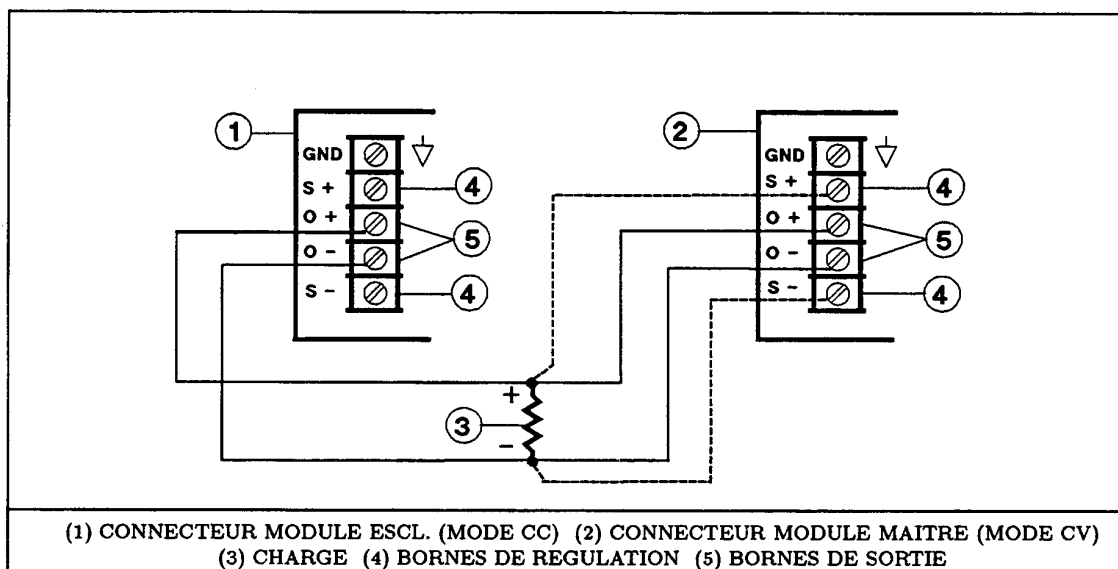 1
GND
S +
O +
O -
S -
4
5
4
2
GND
S +
O +
O -
S -
4
5
4
+
3
-
(1) CONNECTEUR MODULE ESCL. (MODE CC) (2) CONNECTEUR MODULE MAITRE (MODE CV)
(3) CHARGE (4) BORNES DE REGULATION (5) BORNES DE SORTIE